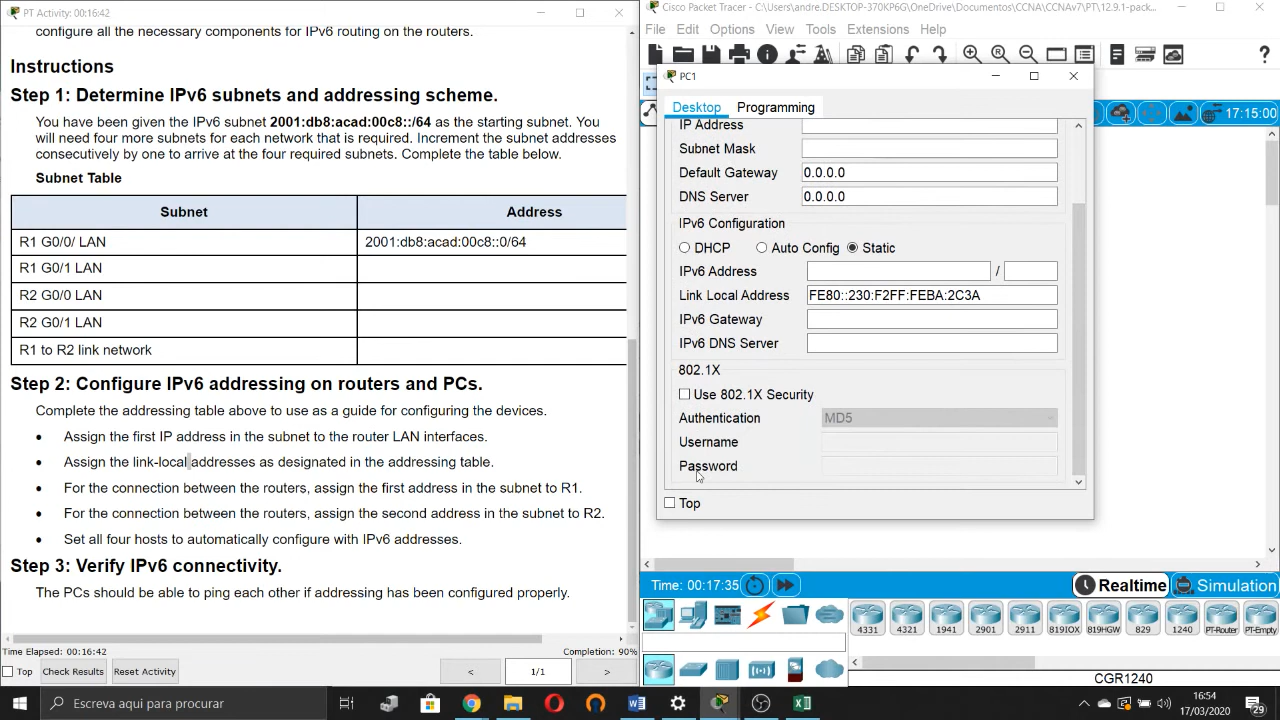 PT Activity: 00:16:42
configure all the necessary components for IPv6 routing on the routers.
Instructions
Step 1: Determine IPv6 subnets and addressing scheme.
You have been given the IPv6 subnet 2001:db8:acad:00c8::/64 as the starting subnet. You
will need four more subnets for each network that is required. Increment the subnet addresses
consecutively by one to arrive at the four required subnets. Complete the table below.
Subnet Table
Subnet Address
R1 G0/0/ LAN 2001:db8:acad:00c8::0/64
R1 G0/1 LAN
R2 G0/0 LAN
R2 G0/1 LAN
R1 to R2 link network
Step 2: Configure IPv6 addressing on routers and PCs.
Complete the addressing table above to use as a guide for configuring the devices.
• Assign the first IP address in the subnet to the router LAN interfaces.
• Assign the link-local addresses as designated in the addressing table.
• For the connection between the routers, assign the first address in the subnet to R1.
• For the connection between the routers, assign the second address in the subnet to R2.
• Set all four hosts to automatically configure with IPv6 addresses.
Step 3: Verify IPv6 connectivity.
The PCs should be able to ping each other if addressing has been configured properly.
Time Elapsed: 00:16:42 Completion: 90%
Top Check Results Reset Activity < 1/1 >
Cisco Packet Tracer - C:\Users\andre.DESKTOP-370KP6G\OneDrive\Documentos\CCNA\CCNAv7\PT\12.9.1-pack...
File Edit Options View Tools Extensions Help
17:15:00
PC1
Desktop Programming
IP Address
Subnet Mask
Default Gateway 0.0.0.0
DNS Server 0.0.0.0
IPv6 Configuration
DHCP Auto Config Static
IPv6 Address /
Link Local Address FE80::230:F2FF:FEBA:2C3A
IPv6 Gateway
IPv6 DNS Server
802.1X
Use 802.1X Security
Authentication MD5
Username
Password
Top
Time: 00:17:35 Realtime Simulation
4331 4321 1941 2901 2911 819IOX 819HGW 829 1240 PT-Router PT-Empty
CGR1240
Escreva aqui para procurar
16:54
17/03/2020
29